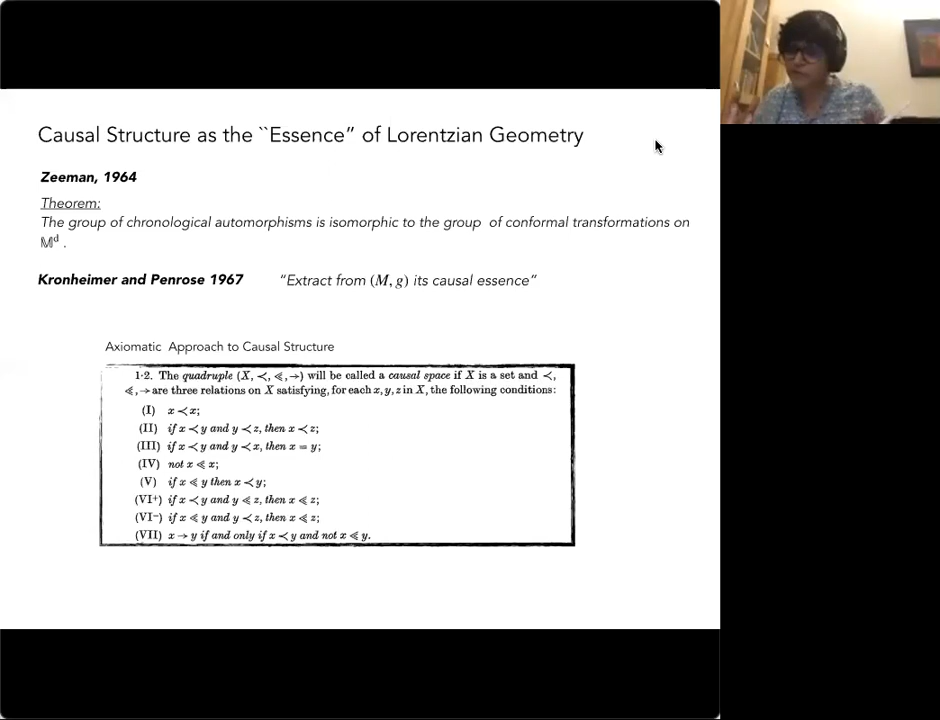 Causal Structure as the ``Essence” of Lorentzian Geometry
Zeeman, 1964
Theorem:
The group of chronological automorphisms is isomorphic to the group of conformal transformations on
𝕄ᵈ .
Kronheimer and Penrose 1967 “Extract from (M, g) its causal essence”
Axiomatic Approach to Causal Structure
1·2. The quadruple (X, ≺, ≪, →) will be called a causal space if X is a set and ≺,
≪, → are three relations on X satisfying, for each x, y, z in X, the following conditions:
(I) x ≺ x;
(II) if x ≺ y and y ≺ z, then x ≺ z;
(III) if x ≺ y and y ≺ x, then x = y;
(IV) not x ≪ x;
(V) if x ≪ y then x ≺ y;
(VI⁺) if x ≺ y and y ≪ z, then x ≪ z;
(VI⁻) if x ≪ y and y ≺ z, then x ≪ z;
(VII) x → y if and only if x ≺ y and not x ≪ y.